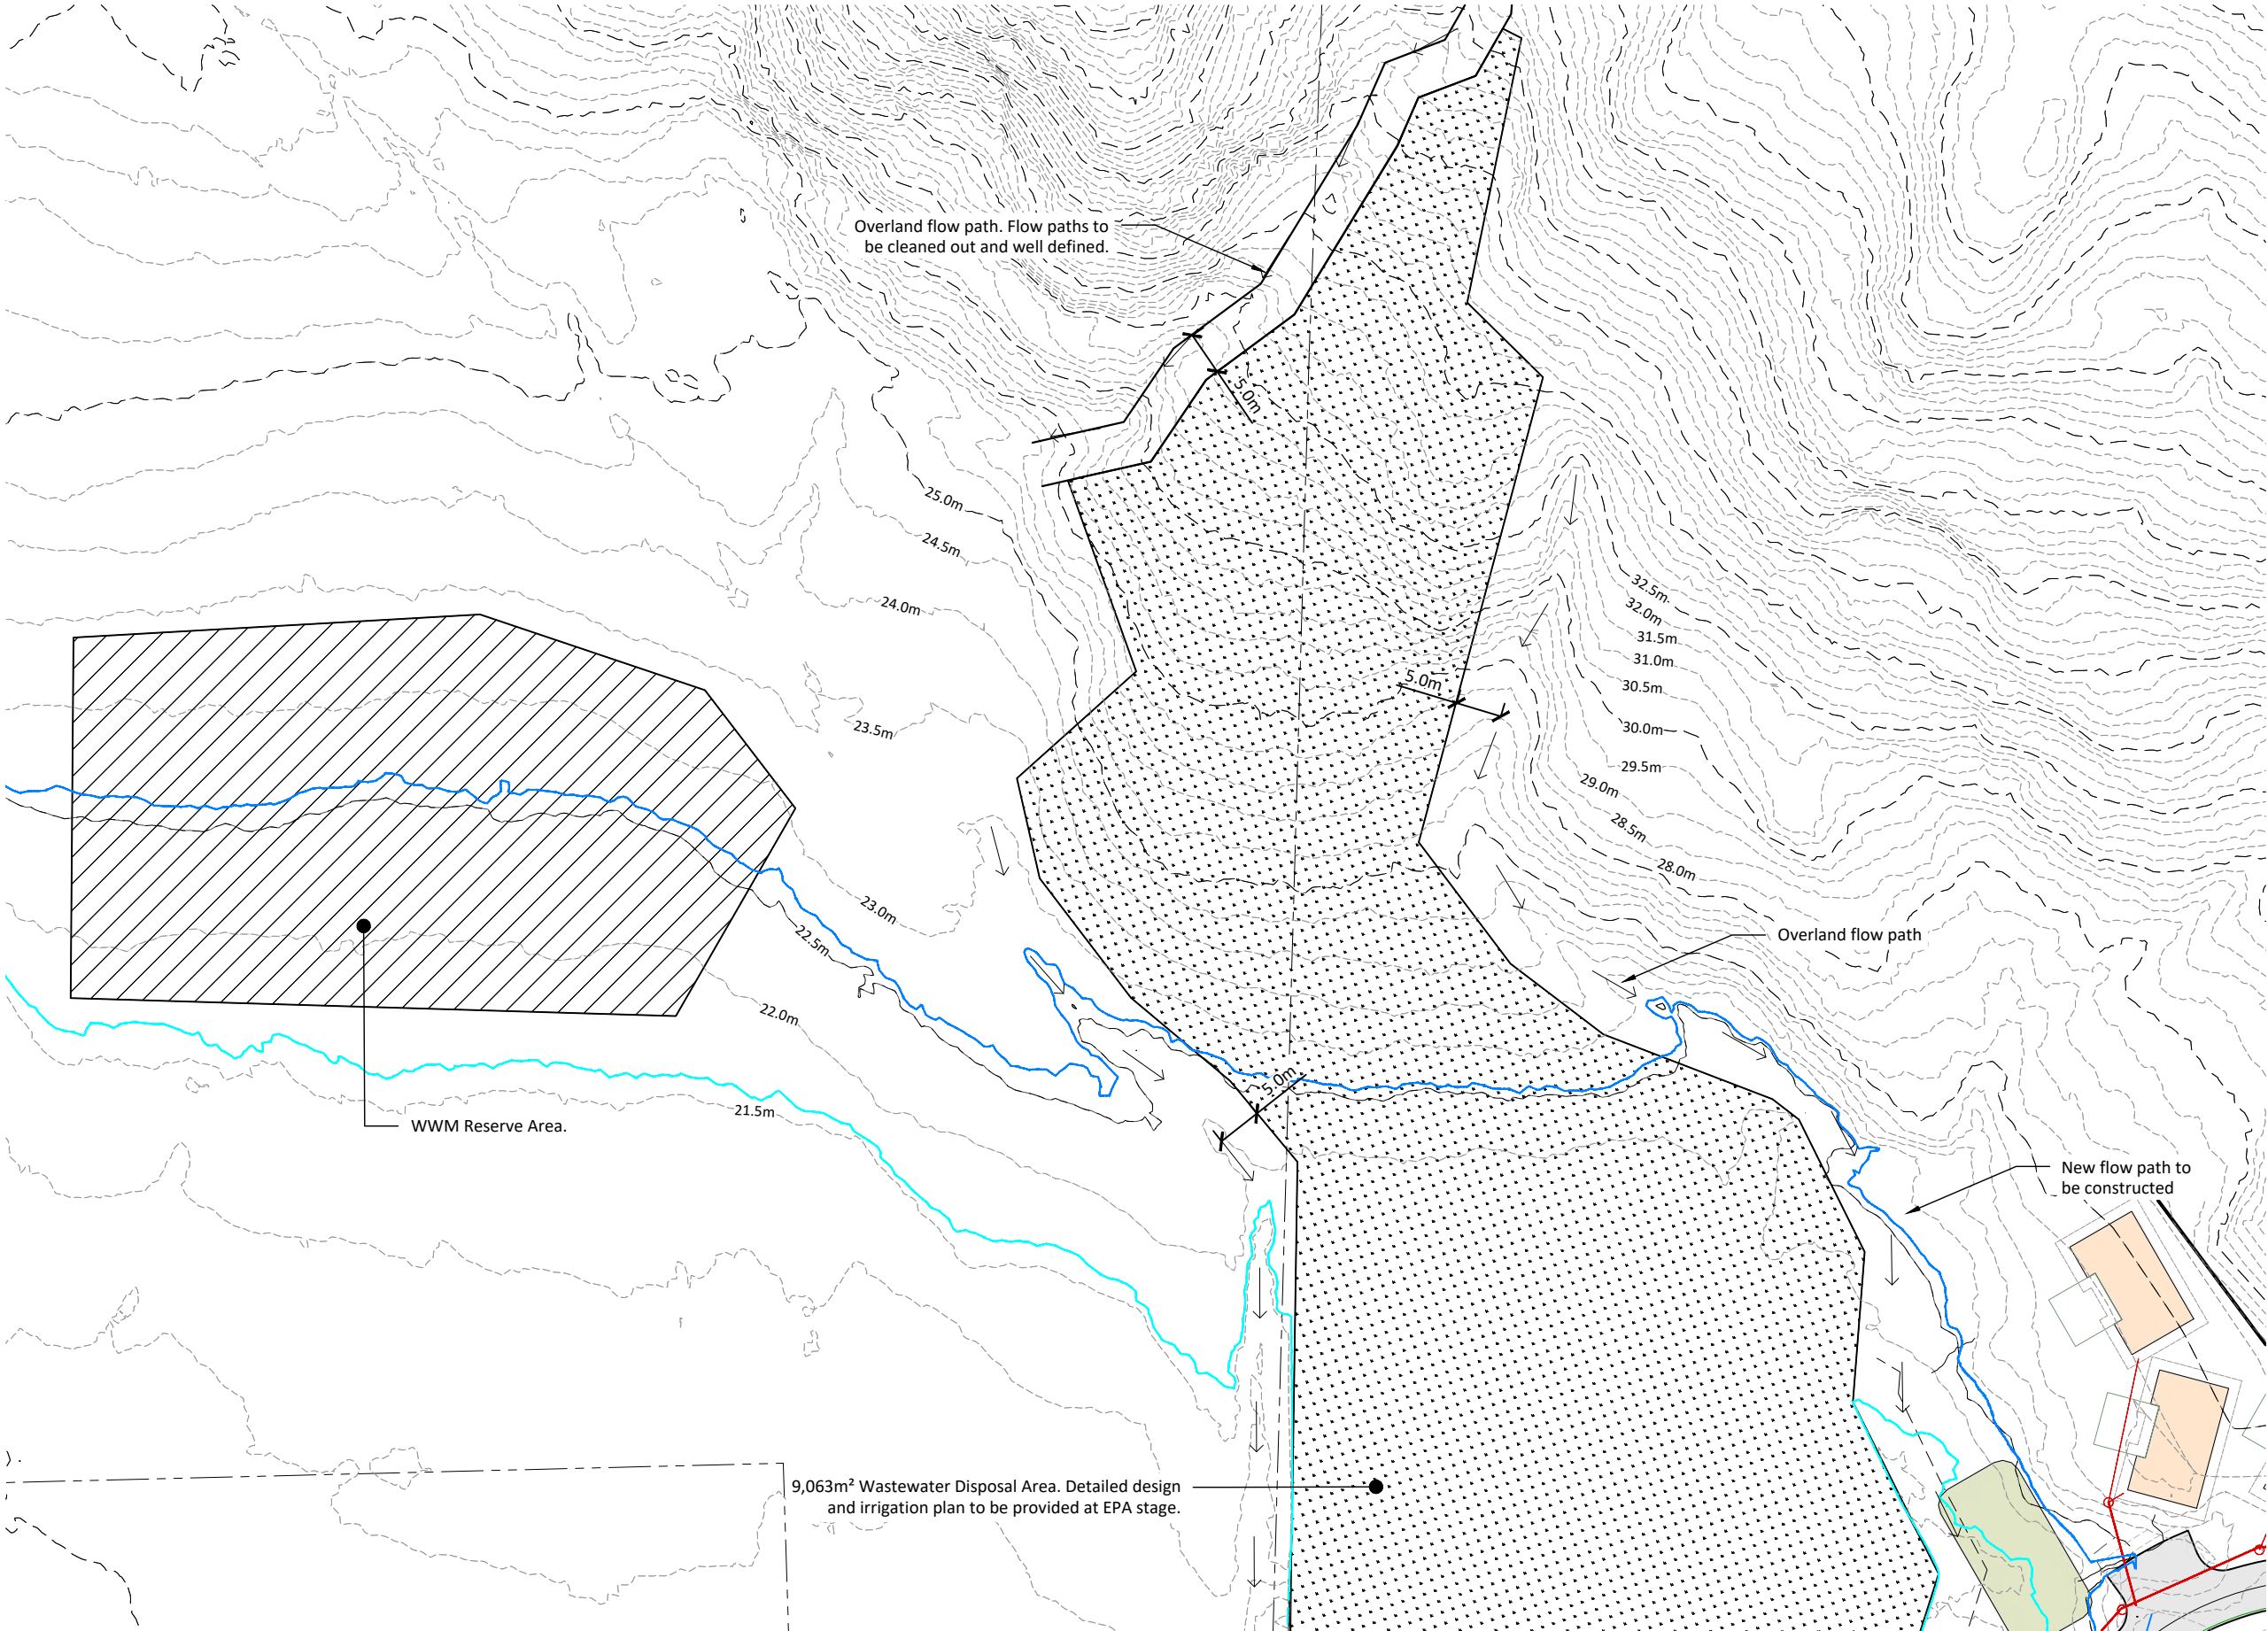 Overland flow path. Flow paths to
be cleaned out and well defined.
5.0m
25.0m
24.5m
24.0m
23.5m
23.0m
22.5m
22.0m
21.5m
32.5m
32.0m
31.5m
31.0m
30.5m
30.0m
29.5m
29.0m
28.5m
28.0m
5.0m
Overland flow path
5.0m
WWM Reserve Area.
New flow path to
be constructed
9,063m² Wastewater Disposal Area. Detailed design
and irrigation plan to be provided at EPA stage.